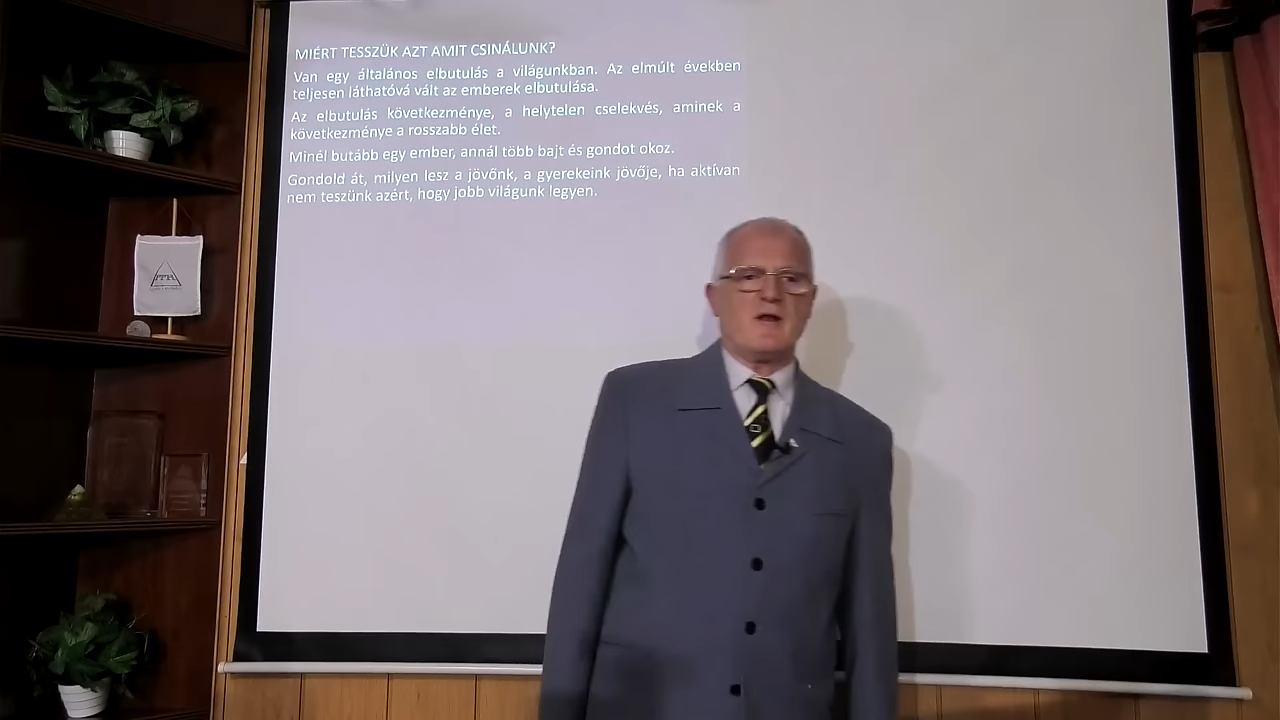 MIÉRT TESSZÜK AZT AMIT CSINÁLUNK?
Van egy általános elbutulás a világunkban. Az elmúlt években
teljesen láthatóvá vált az emberek elbutulása.
Az elbutulás következménye, a helytelen cselekvés, aminek a
következménye a rosszabb élet.
Minél butább egy ember, annál több bajt és gondot okoz.
Gondold át, milyen lesz a jövőnk, a gyerekeink jövője, ha aktívan
nem teszünk azért, hogy jobb világunk legyen.